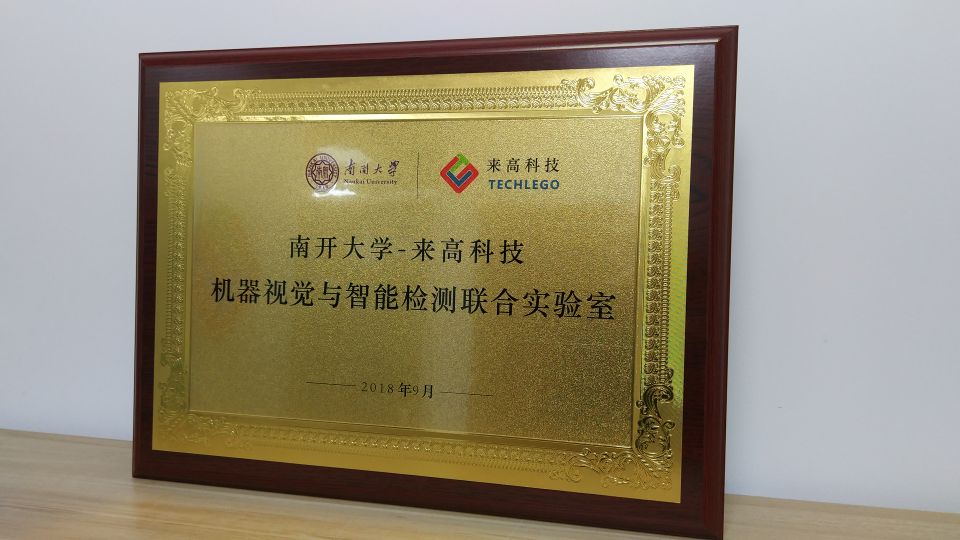 南開大學 来高科技
Nankai University TECHLEGO
南开大学-来高科技
机器视觉与智能检测联合实验室
2018年9月